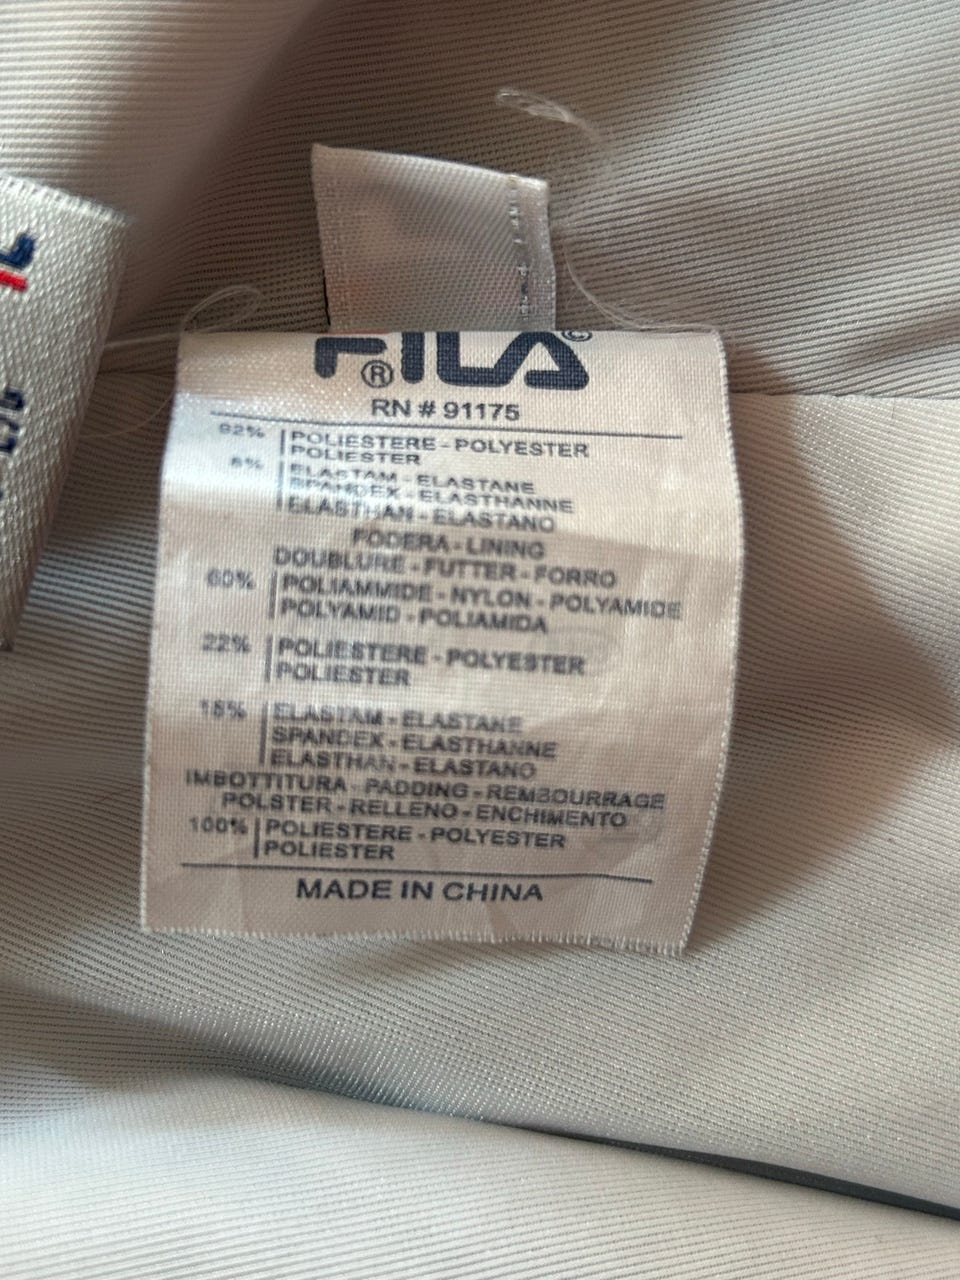 FILA ® ©
RN # 91175
92% POLIESTERE - POLYESTER
POLIESTER
8% ELASTAM - ELASTANE
SPANDEX - ELASTHANNE
ELASTHAN - ELASTANO
FODERA - LINING
DOUBLURE - FUTTER - FORRO
60% POLIAMMIDE - NYLON - POLYAMIDE
POLYAMID - POLIAMIDA
22% POLIESTERE - POLYESTER
POLIESTER
18% ELASTAM - ELASTANE
SPANDEX - ELASTHANNE
ELASTHAN - ELASTANO
IMBOTTITURA - PADDING - REMBOURRAGE
POLSTER - RELLENO - ENCHIMENTO
100% POLIESTERE - POLYESTER
POLIESTER
MADE IN CHINA